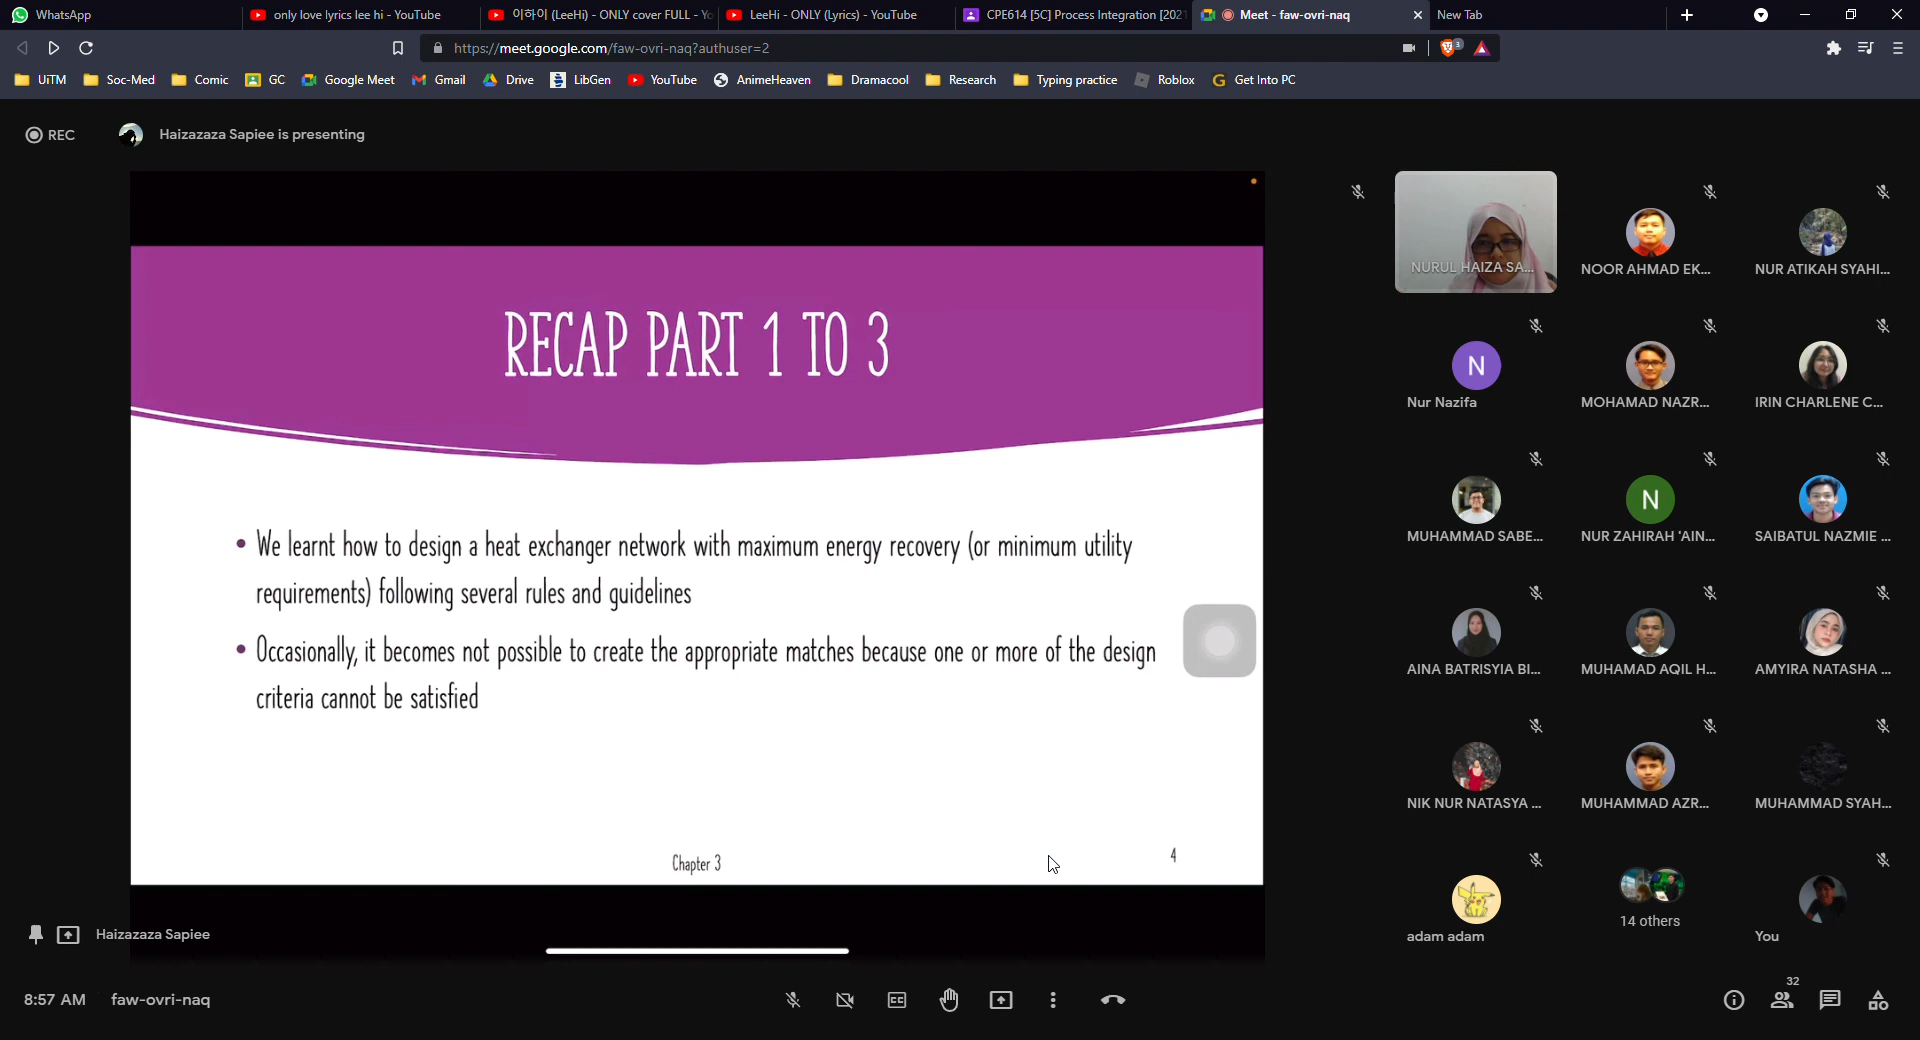 WhatsApp
only love lyrics lee hi - YouTube
이하이 (LeeHi) - ONLY cover FULL - Yo
LeeHi - ONLY (Lyrics) - YouTube
CPE614 [5C] Process Integration [2021
Meet - faw-ovri-naq
New Tab
https://meet.google.com/faw-ovri-naq?authuser=2
3
UiTM
Soc-Med
Comic
GC
Google Meet
Gmail
Drive
LibGen
YouTube
AnimeHeaven
Dramacool
Research
Typing practice
Roblox
Get Into PC
REC
Haizazaza Sapiee is presenting
RECAP PART 1 TO 3
• We learnt how to design a heat exchanger network with maximum energy recovery (or minimum utility
requirements) following several rules and guidelines
• Occasionally, it becomes not possible to create the appropriate matches because one or more of the design
criteria cannot be satisfied
Chapter 3
4
NURUL HAIZA SA...
NOOR AHMAD EK...
NUR ATIKAH SYAHI...
N
Nur Nazifa
MOHAMAD NAZR...
IRIN CHARLENE C...
MUHAMMAD SABE...
N
NUR ZAHIRAH 'AIN...
SAIBATUL NAZMIE ...
AINA BATRISYIA BI...
MUHAMAD AQIL H...
AMYIRA NATASHA ...
NIK NUR NATASYA ...
MUHAMMAD AZR...
MUHAMMAD SYAH...
adam adam
14 others
You
Haizazaza Sapiee
8:57 AM
faw-ovri-naq
32